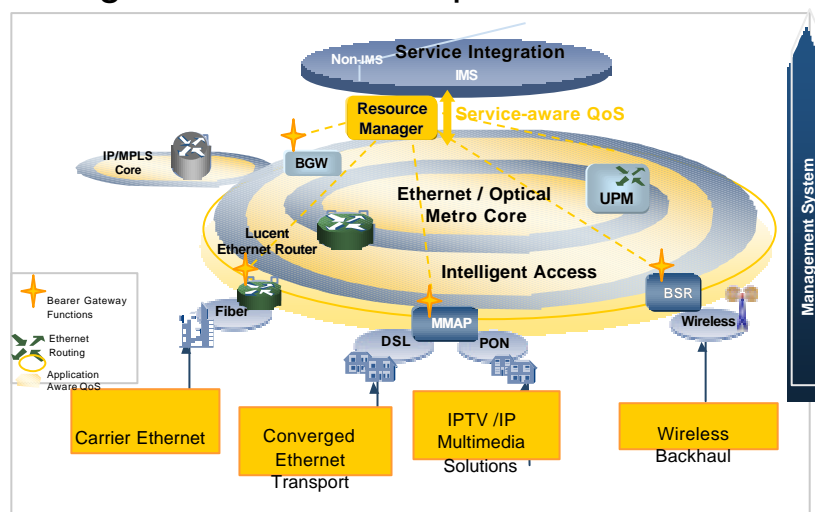 Service Integration
Non-IMS
IMS
Resource
Manager
Service-aware QoS
IP/MPLS
Core
BGW
UPM
Ethernet / Optical
Metro Core
Lucent
Ethernet Router
Intelligent Access
BSR
MMAP
Fiber
DSL
PON
Wireless
Bearer Gateway
Functions
Ethernet
Routing
Application
Aware QoS
Carrier Ethernet
Converged
Ethernet
Transport
IPTV /IP
Multimedia
Solutions
Wireless
Backhaul
Management System